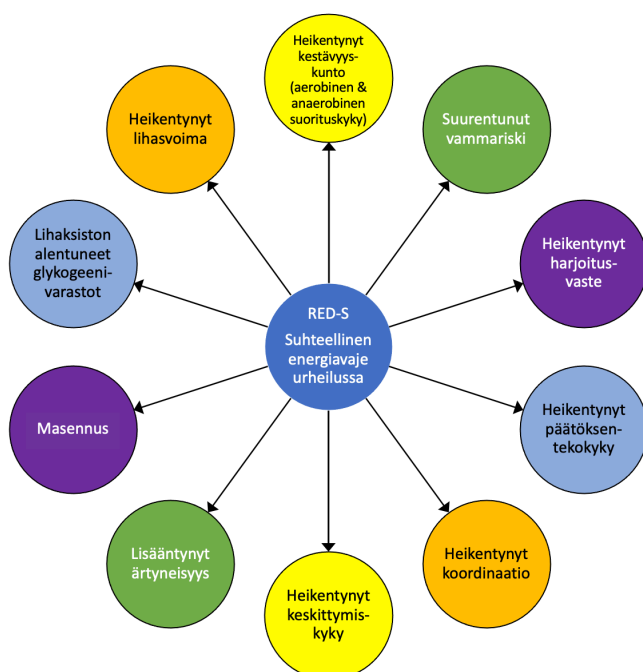 Heikentynyt
kestävyys-
kunto
(aerobinen &
anaerobinen
suorituskyky)
Suurentunut
vammariski
Heikentynyt
harjoitus-
vaste
Heikentynyt
päätöksen-
tekokyky
Heikentynyt
koordinaatio
Heikentynyt
keskittymis-
kyky
Lisääntynyt
ärtyneisyys
Masennus
Lihaksiston
alentuneet
glykogeeni-
varastot
Heikentynyt
lihasvoima
RED-S
Suhteellinen
energiavaje
urheilussa